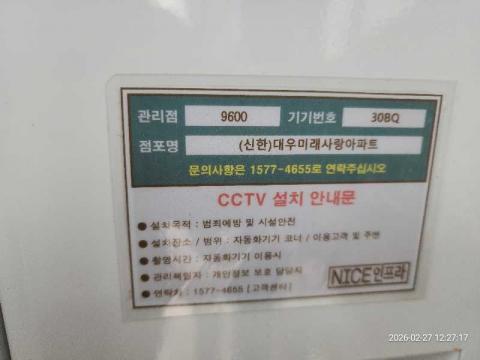 관리점 9600 기기번호 30BQ
점포명 (신한)대우미래사랑아파트
문의사항은 1577-4655로 연락주십시오
CCTV 설치 안내문
● 설치목적 : 범죄예방 및 시설안전
● 설치장소 / 범위 : 자동화기기 코너 / 이용고객 및 주변
● 촬영시간 : 자동화기기 이용시
● 관리책임자 : 개인정보 보호 담당자
● 연락처 : 1577-4655 [고객센터]
NICE인프라
2026-02-27 12:27:17